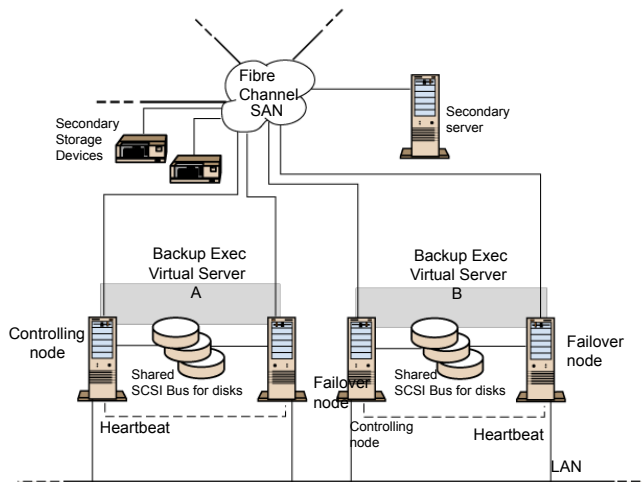 Fibre
Channel
SAN
Secondary
Storage
Devices
Secondary
server
Backup Exec
Virtual Server
A
Backup Exec
Virtual Server
B
Controlling
node
Shared
SCSI Bus for disks
Failover
node
Shared
SCSI Bus for disks
Failover
node
Heartbeat
Controlling
node
Heartbeat
LAN